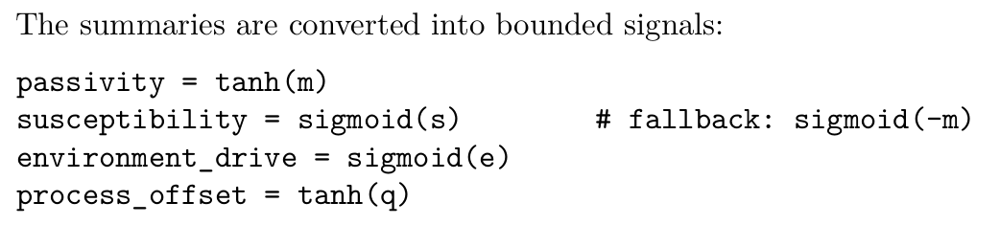 The summaries are converted into bounded signals:
passivity = tanh(m)
susceptibility = sigmoid(s)        # fallback: sigmoid(-m)
environment_drive = sigmoid(e)
process_offset = tanh(q)